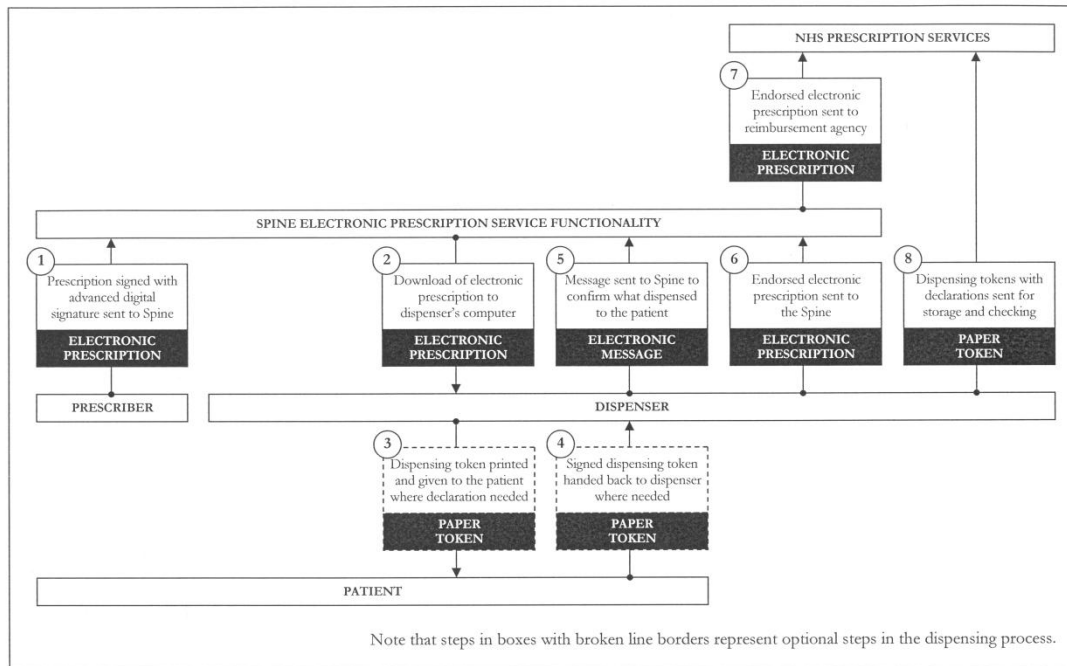 NHS PRESCRIPTION SERVICES
7
Endorsed electronic
prescription sent to
reimbursement agency
ELECTRONIC
PRESCRIPTION
SPINE ELECTRONIC PRESCRIPTION SERVICE FUNCTIONALITY
1
Prescription signed with
advanced digital
signature sent to Spine
ELECTRONIC
PRESCRIPTION
2
Download of electronic
prescription to
dispenser's computer
ELECTRONIC
PRESCRIPTION
5
Message sent to Spine to
confirm what dispensed
to the patient
ELECTRONIC
MESSAGE
6
Endorsed electronic
prescription sent to
the Spine
ELECTRONIC
PRESCRIPTION
8
Dispensing tokens with
declarations sent for
storage and checking
PAPER
TOKEN
PRESCRIBER
DISPENSER
3
Dispensing token printed
and given to the patient
where declaration needed
PAPER
TOKEN
4
Signed dispensing token
handed back to dispenser
where needed
PAPER
TOKEN
PATIENT
Note that steps in boxes with broken line borders represent optional steps in the dispensing process.